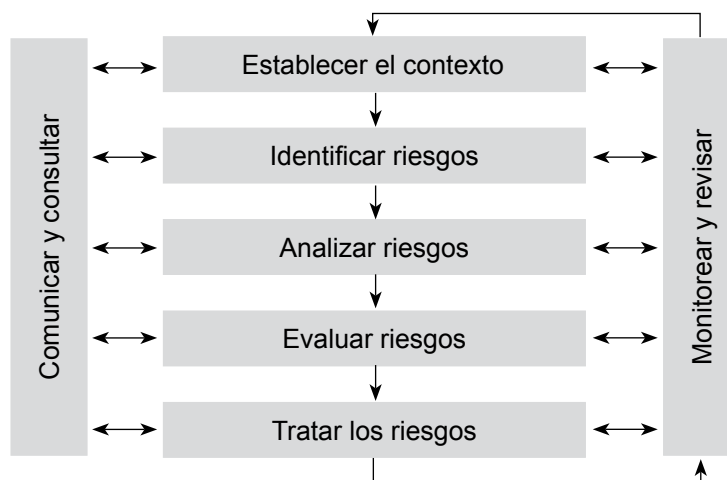 Establecer el contexto
Identificar riesgos
Analizar riesgos
Evaluar riesgos
Tratar los riesgos
Comunicar y consultar
Monitorear y revisar